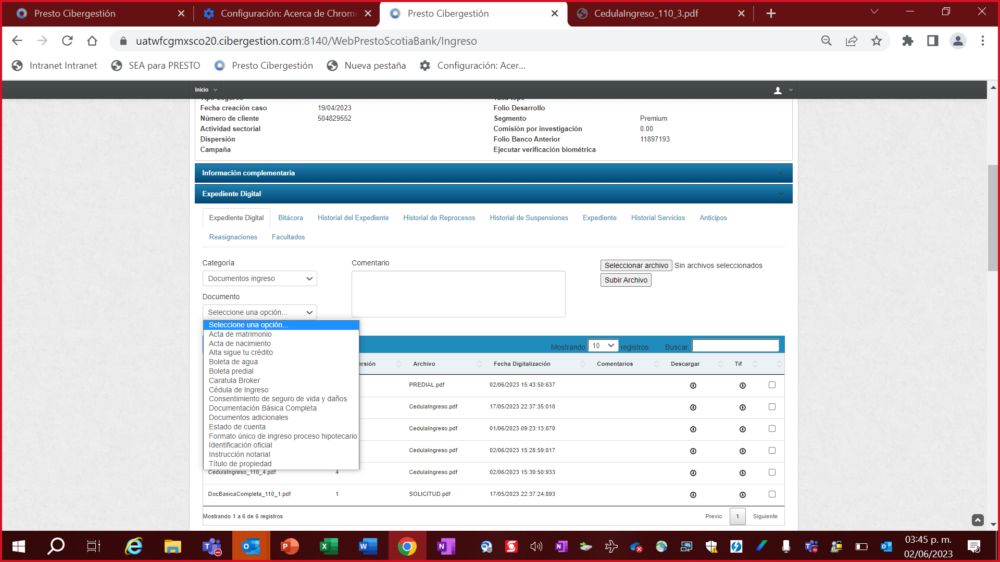 Presto Cibergestión
Configuración: Acerca de Chrome
Presto Cibergestión
CedulaIngreso_110_3.pdf
uatwfcgmxsco20.cibergestion.com:8140/WebPrestoScotiaBank/Ingreso
Intranet Intranet
SEA para PRESTO
Presto Cibergestión
Nueva pestaña
Configuración: Acer...
Inicio
Tipo seguros
Tasa tope
Fecha creación caso 19/04/2023
Folio Desarrollo
Número de cliente 504829552
Segmento Premium
Actividad sectorial
Comisión por investigación 0.00
Dispersión
Folio Banco Anterior 11897193
Campaña
Ejecutar verificación biométrica
Información complementaria
Expediente Digital
Expediente Digital Bitácora Historial del Expediente Historial de Reprocesos Historial de Suspensiones Expediente Historial Servicios Anticipos
Reasignaciones Facultados
Categoría
Comentario
Seleccionar archivo Sin archivos seleccionados
Documentos ingreso
Subir Archivo
Documento
Seleccione una opción...
Seleccione una opción...
Acta de matrimonio
Acta de nacimiento
Alta sigue tu crédito
Boleta de agua
Boleta predial
Caratula Broker
Cédula de Ingreso
Consentimiento de seguro de vida y daños
Documentación Básica Completa
Documentos adicionales
Estado de cuenta
Formato único de ingreso proceso hipotecario
Identificación oficial
Instrucción notarial
Título de propiedad
Mostrando 10 registros Buscar:
ersión Archivo Fecha Digitalización Comentarios Descargar Tif
PREDIAL.pdf 02/06/2023 15:43:50:637
CedulaIngreso.pdf 17/05/2023 22:37:35:010
CedulaIngreso.pdf 01/06/2023 09:23:13:870
CedulaIngreso.pdf 02/06/2023 15:28:59:817
CedulaIngreso_110_4.pdf 4 CedulaIngreso.pdf 02/06/2023 15:39:50:933
DocBasicaCompleta_110_1.pdf 1 SOLICITUD.pdf 17/05/2023 22:37:24:893
Mostrando 1 a 6 de 6 registros
Previo 1 Siguiente
03:45 p. m.
02/06/2023